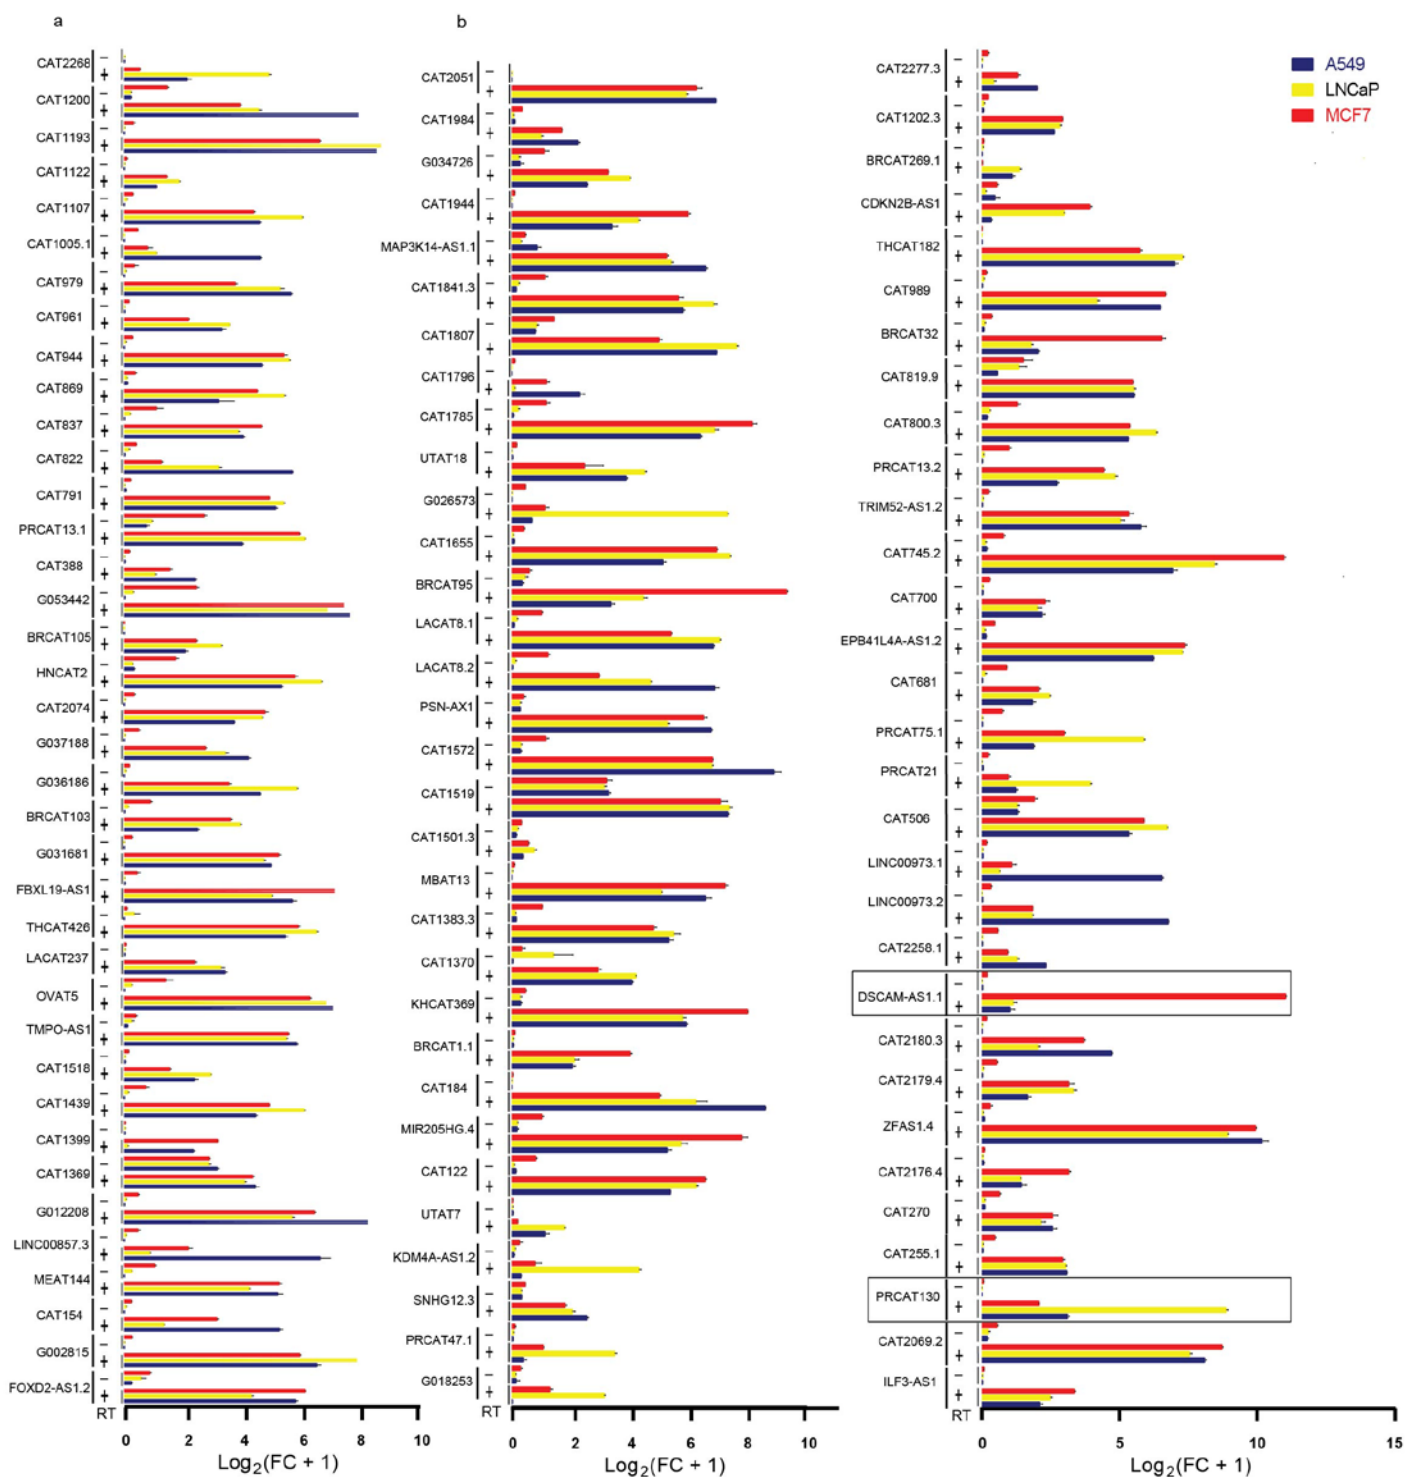 a
b
CAT2268
CAT1200
CAT1193
CAT1122
CAT1107
CAT1005.1
CAT979
CAT961
CAT944
CAT869
CAT837
CAT822
CAT791
PRCAT13.1
CAT388
G053442
BRCAT105
HNCAT2
CAT2074
G037188
G036186
BRCAT103
G031681
FBXL19-AS1
THCAT426
LACAT237
OVAT5
TMPO-AS1
CAT1518
CAT1439
CAT1399
CAT1369
G012208
LINC00857.3
MEAT144
CAT154
G002815
FOXD2-AS1.2
RT
0 2 4 6 8 10
Log2(FC + 1)
CAT2051
CAT1984
G034726
CAT1944
MAP3K14-AS1.1
CAT1841.3
CAT1807
CAT1796
CAT1785
UTAT18
G026573
CAT1655
BRCAT95
LACAT8.1
LACAT8.2
PSN-AX1
CAT1572
CAT1519
CAT1501.3
MBAT13
CAT1383.3
CAT1370
KHCAT369
BRCAT1.1
CAT184
MIR205HG.4
CAT122
UTAT7
KDM4A-AS1.2
SNHG12.3
PRCAT47.1
G018253
RT
0 2 4 6 8 10
Log2(FC + 1)
CAT2277.3
CAT1202.3
BRCAT269.1
CDKN2B-AS1
THCAT182
CAT989
BRCAT32
CAT819.9
CAT800.3
PRCAT13.2
TRIM52-AS1.2
CAT745.2
CAT700
EPB41L4A-AS1.2
CAT681
PRCAT75.1
PRCAT21
CAT506
LINC00973.1
LINC00973.2
CAT2258.1
DSCAM-AS1.1
CAT2180.3
CAT2179.4
ZFAS1.4
CAT2176.4
CAT270
CAT255.1
PRCAT130
CAT2069.2
ILF3-AS1
RT
0 5 10 15
Log2(FC + 1)
A549
LNCaP
MCF7